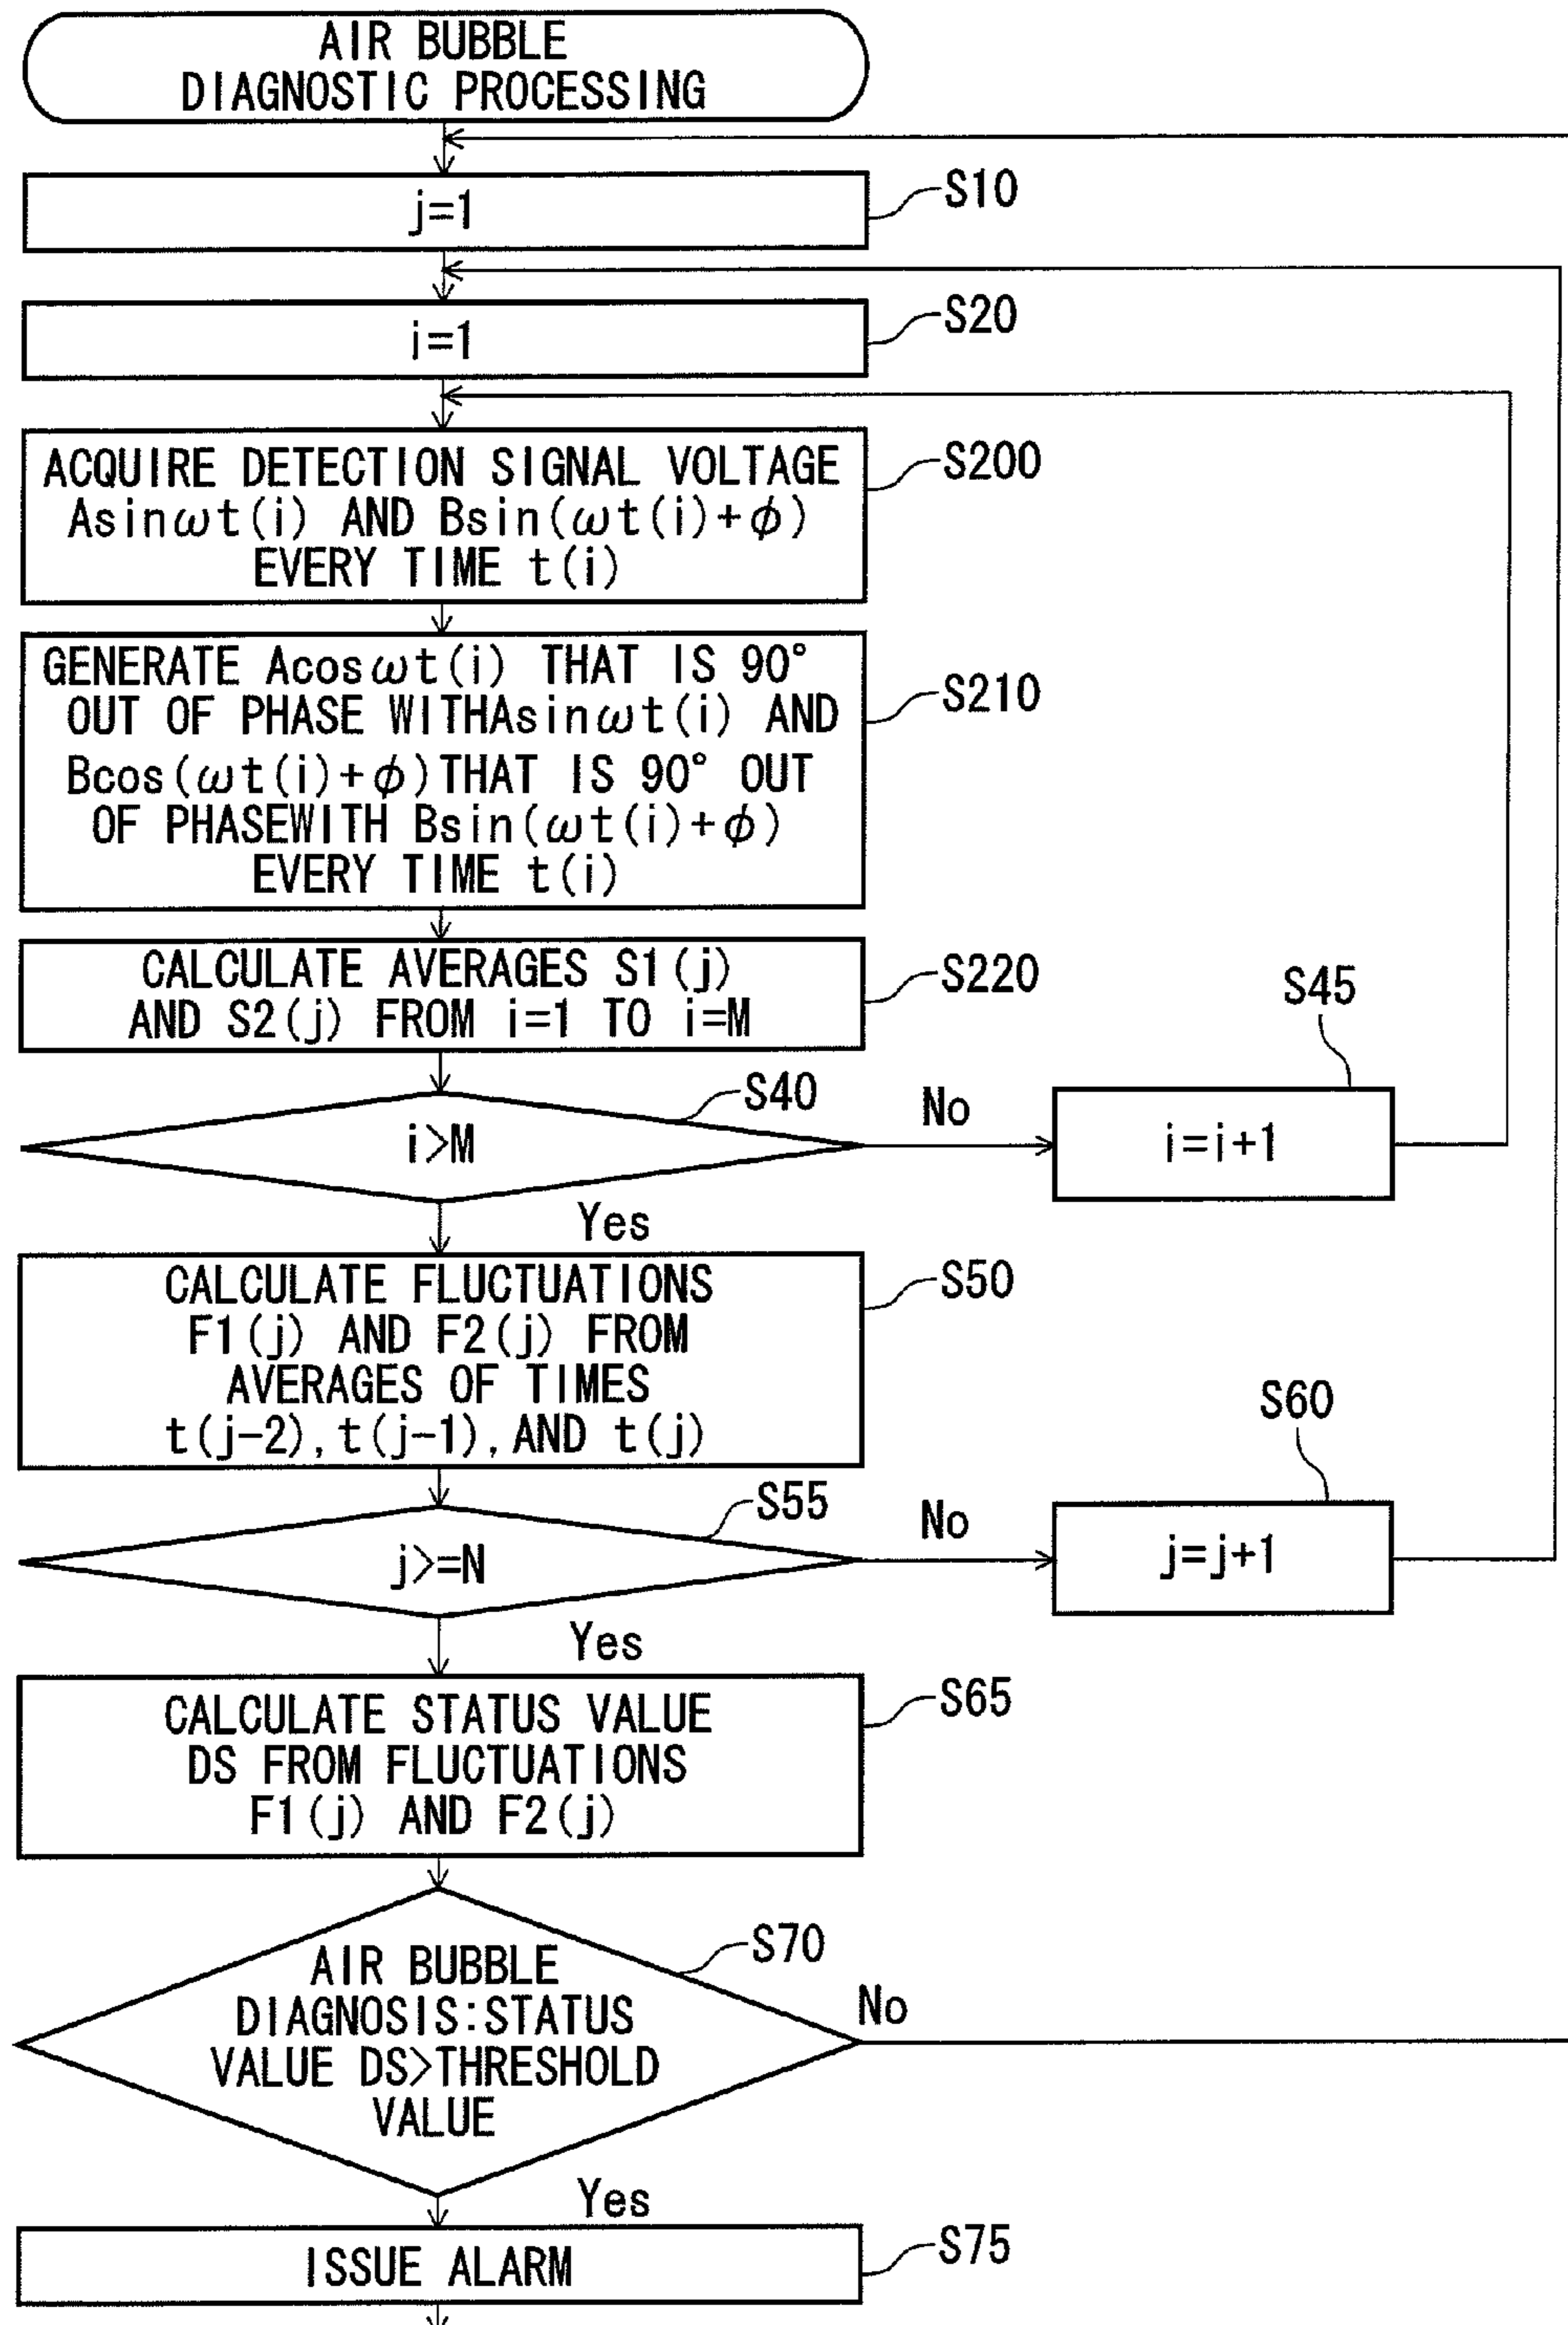 AIR BUBBLE
DIAGNOSTIC PROCESSING
j=1
S10
i=1
S20
ACQUIRE DETECTION SIGNAL VOLTAGE
Asinωt(i) AND Bsin(ωt(i)+ϕ)
EVERY TIME t(i)
S200
GENERATE Acosωt(i) THAT IS 90°
OUT OF PHASE WITHAsinωt(i) AND
Bcos(ωt(i)+ϕ)THAT IS 90° OUT
OF PHASEWITH Bsin(ωt(i)+ϕ)
EVERY TIME t(i)
S210
CALCULATE AVERAGES S1(j)
AND S2(j) FROM i=1 TO i=M
S220
S45
i>M
S40
No
i=i+1
Yes
CALCULATE FLUCTUATIONS
F1(j) AND F2(j) FROM
AVERAGES OF TIMES
t(j-2),t(j-1),AND t(j)
S50
S60
j>=N
S55
No
j=j+1
Yes
CALCULATE STATUS VALUE
DS FROM FLUCTUATIONS
F1(j) AND F2(j)
S65
AIR BUBBLE
DIAGNOSIS:STATUS
VALUE DS>THRESHOLD
VALUE
S70
No
Yes
ISSUE ALARM
S75